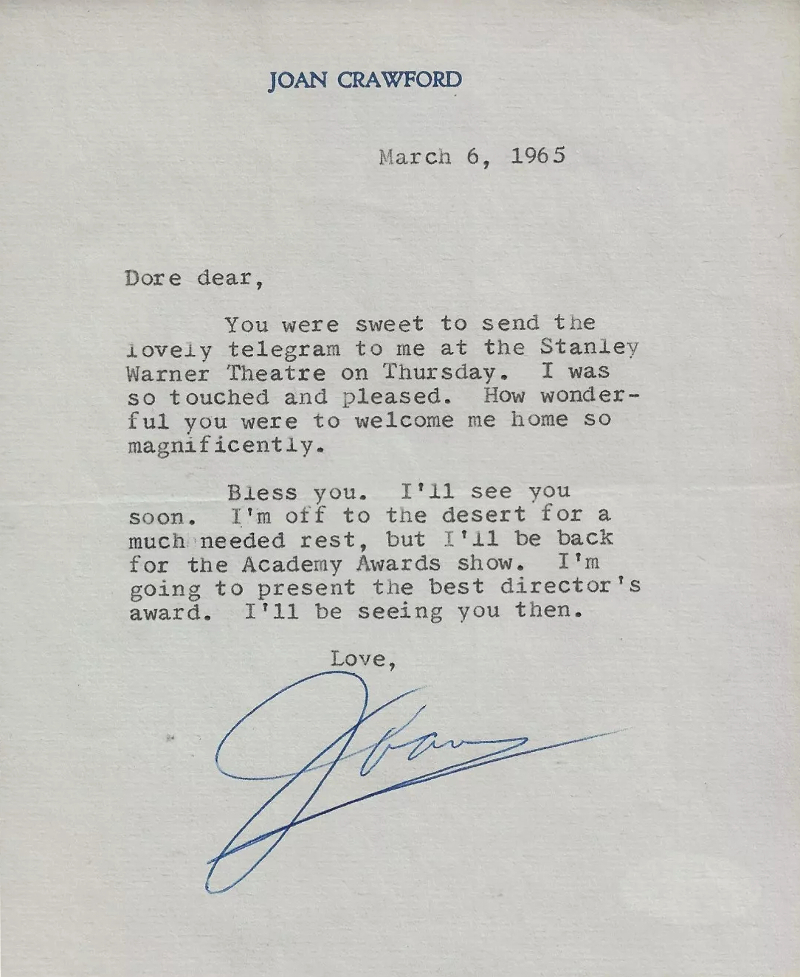 JOAN CRAWFORD
March 6, 1965
Dore dear,
You were sweet to send the
lovely telegram to me at the Stanley
Warner Theatre on Thursday. I was
so touched and pleased. How wonder-
ful you were to welcome me home so
magnificently.
Bless you. I'll see you
soon. I'm off to the desert for a
much needed rest, but I'll be back
for the Academy Awards show. I'm
going to present the best director's
award. I'll be seeing you then.
Love,
Joan